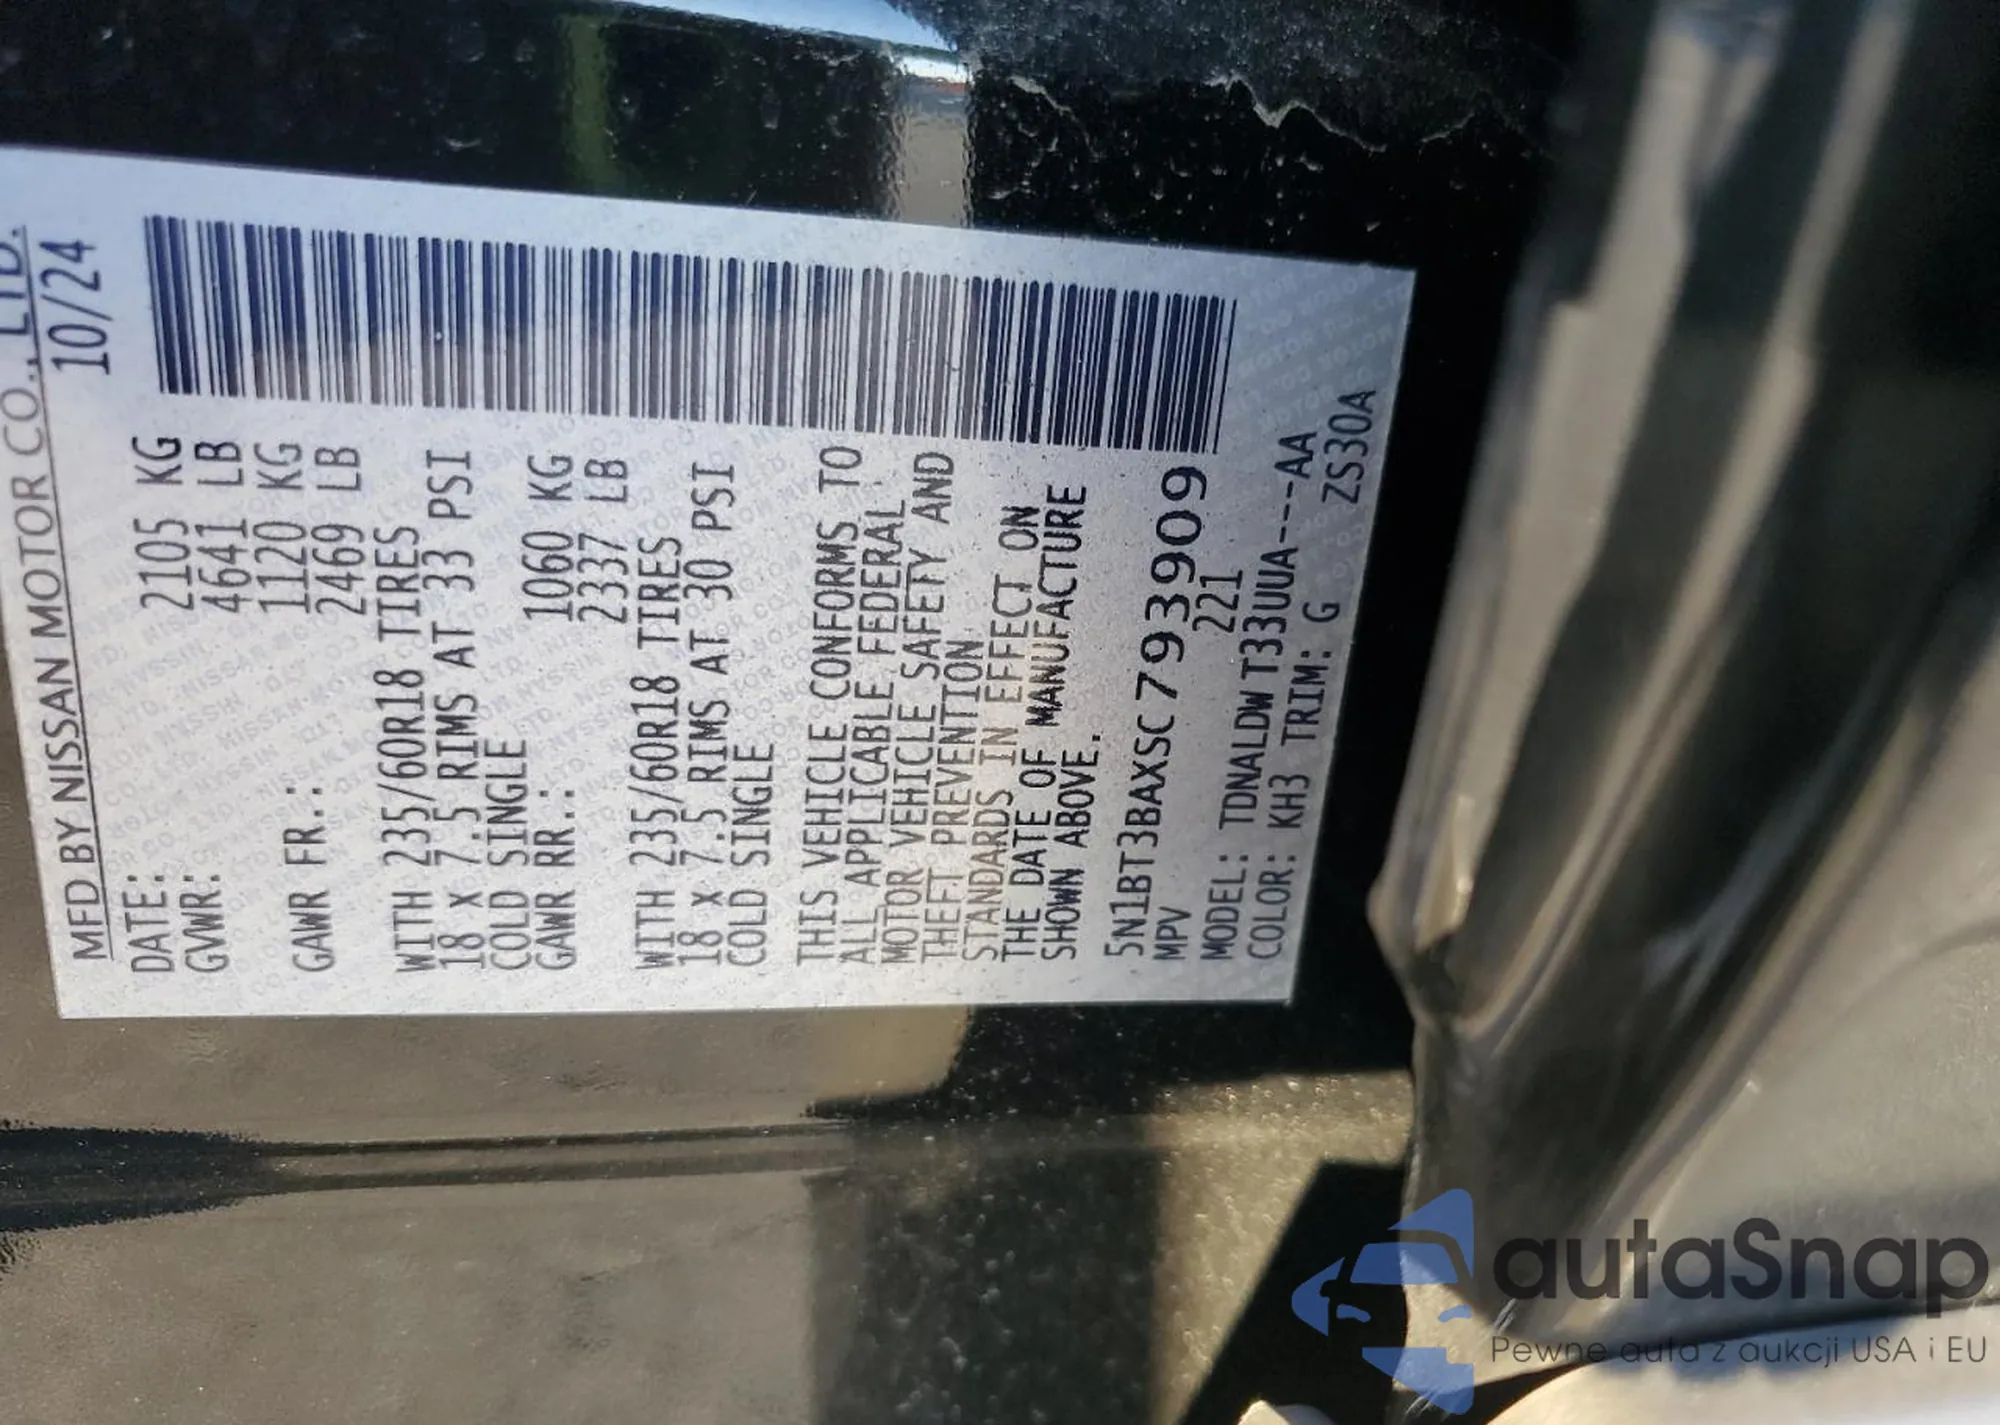 MFD BY NISSAN MOTOR CO., LTD.
DATE: 10/24
GVWR: 2105 KG
4641 LB
GAWR FR.: 1120 KG
2469 LB
WITH 235/60R18 TIRES
18 x 7.5 RIMS AT 33 PSI
COLD SINGLE
GAWR RR.: 1060 KG
2337 LB
WITH 235/60R18 TIRES
18 x 7.5 RIMS AT 30 PSI
COLD SINGLE
THIS VEHICLE CONFORMS TO
ALL APPLICABLE FEDERAL
MOTOR VEHICLE SAFETY AND
THEFT PREVENTION
STANDARDS IN EFFECT ON
THE DATE OF MANUFACTURE
SHOWN ABOVE.
5N1BT3BAXSC793909
MPV 221
MODEL: TDNALDWT33UUA---AA
COLOR: KH3 TRIM: G ZS30A
autaSnap
Pewne auta z aukcji USA i EU